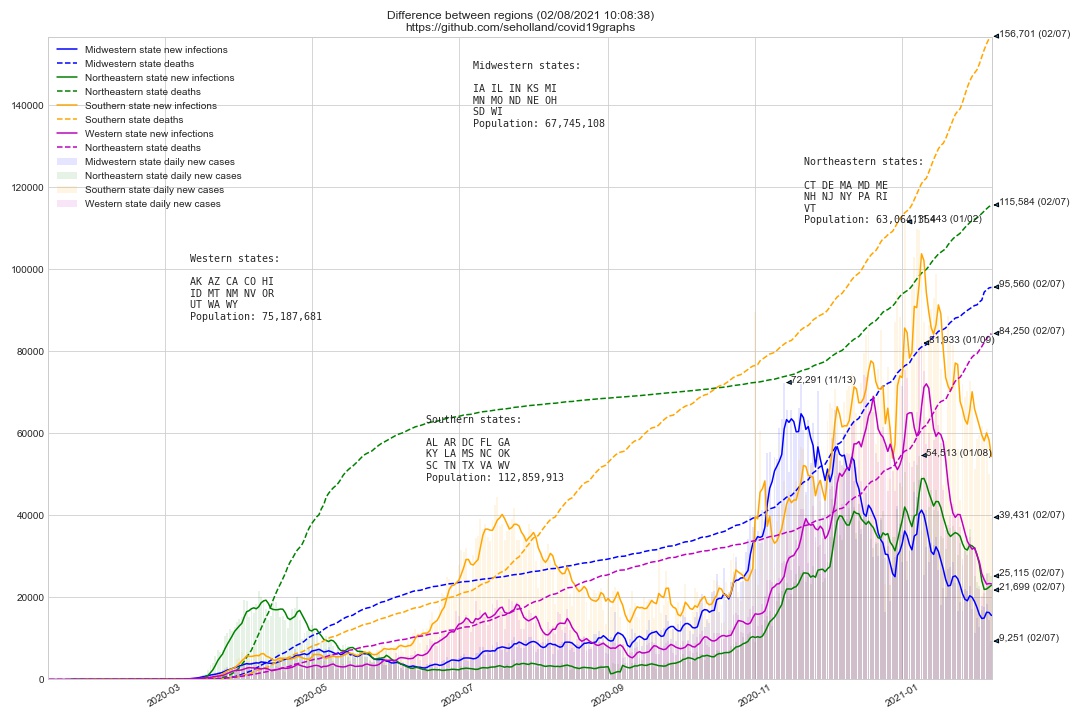 Difference between regions (02/08/2021 10:08:38)
https://github.com/seholland/covid19graphs
Midwestern state new infections
Midwestern state deaths
Northeastern state new infections
Northeastern state deaths
Southern state new infections
Southern state deaths
Western state new infections
Northeastern state deaths
Midwestern state daily new cases
Northeastern state daily new cases
Southern state daily new cases
Western state daily new cases
Midwestern states:
IA IL IN KS MI
MN MO ND NE OH
SD WI
Population: 67,745,108
Northeastern states:
CT DE MA MD ME
NH NJ NY PA RI
VT
Population:
Western states:
AK AZ CA CO HI
ID MT NM NV OR
UT WA WY
Population: 75,187,681
Southern states:
AL AR DC FL GA
KY LA MS NC OK
SC TN TX VA WV
Population: 112,859,913
156,701 (02/07)
115,584 (02/07)
(01/02)
95,560 (02/07)
84,250 (02/07)
81,933 (01/09)
72,291 (11/13)
54,513 (01/08)
39,431 (02/07)
25,115 (02/07)
21,699 (02/07)
9,251 (02/07)
140000
120000
100000
80000
60000
40000
20000
0
2020-03
2020-05
2020-07
2020-09
2020-11
2021-01